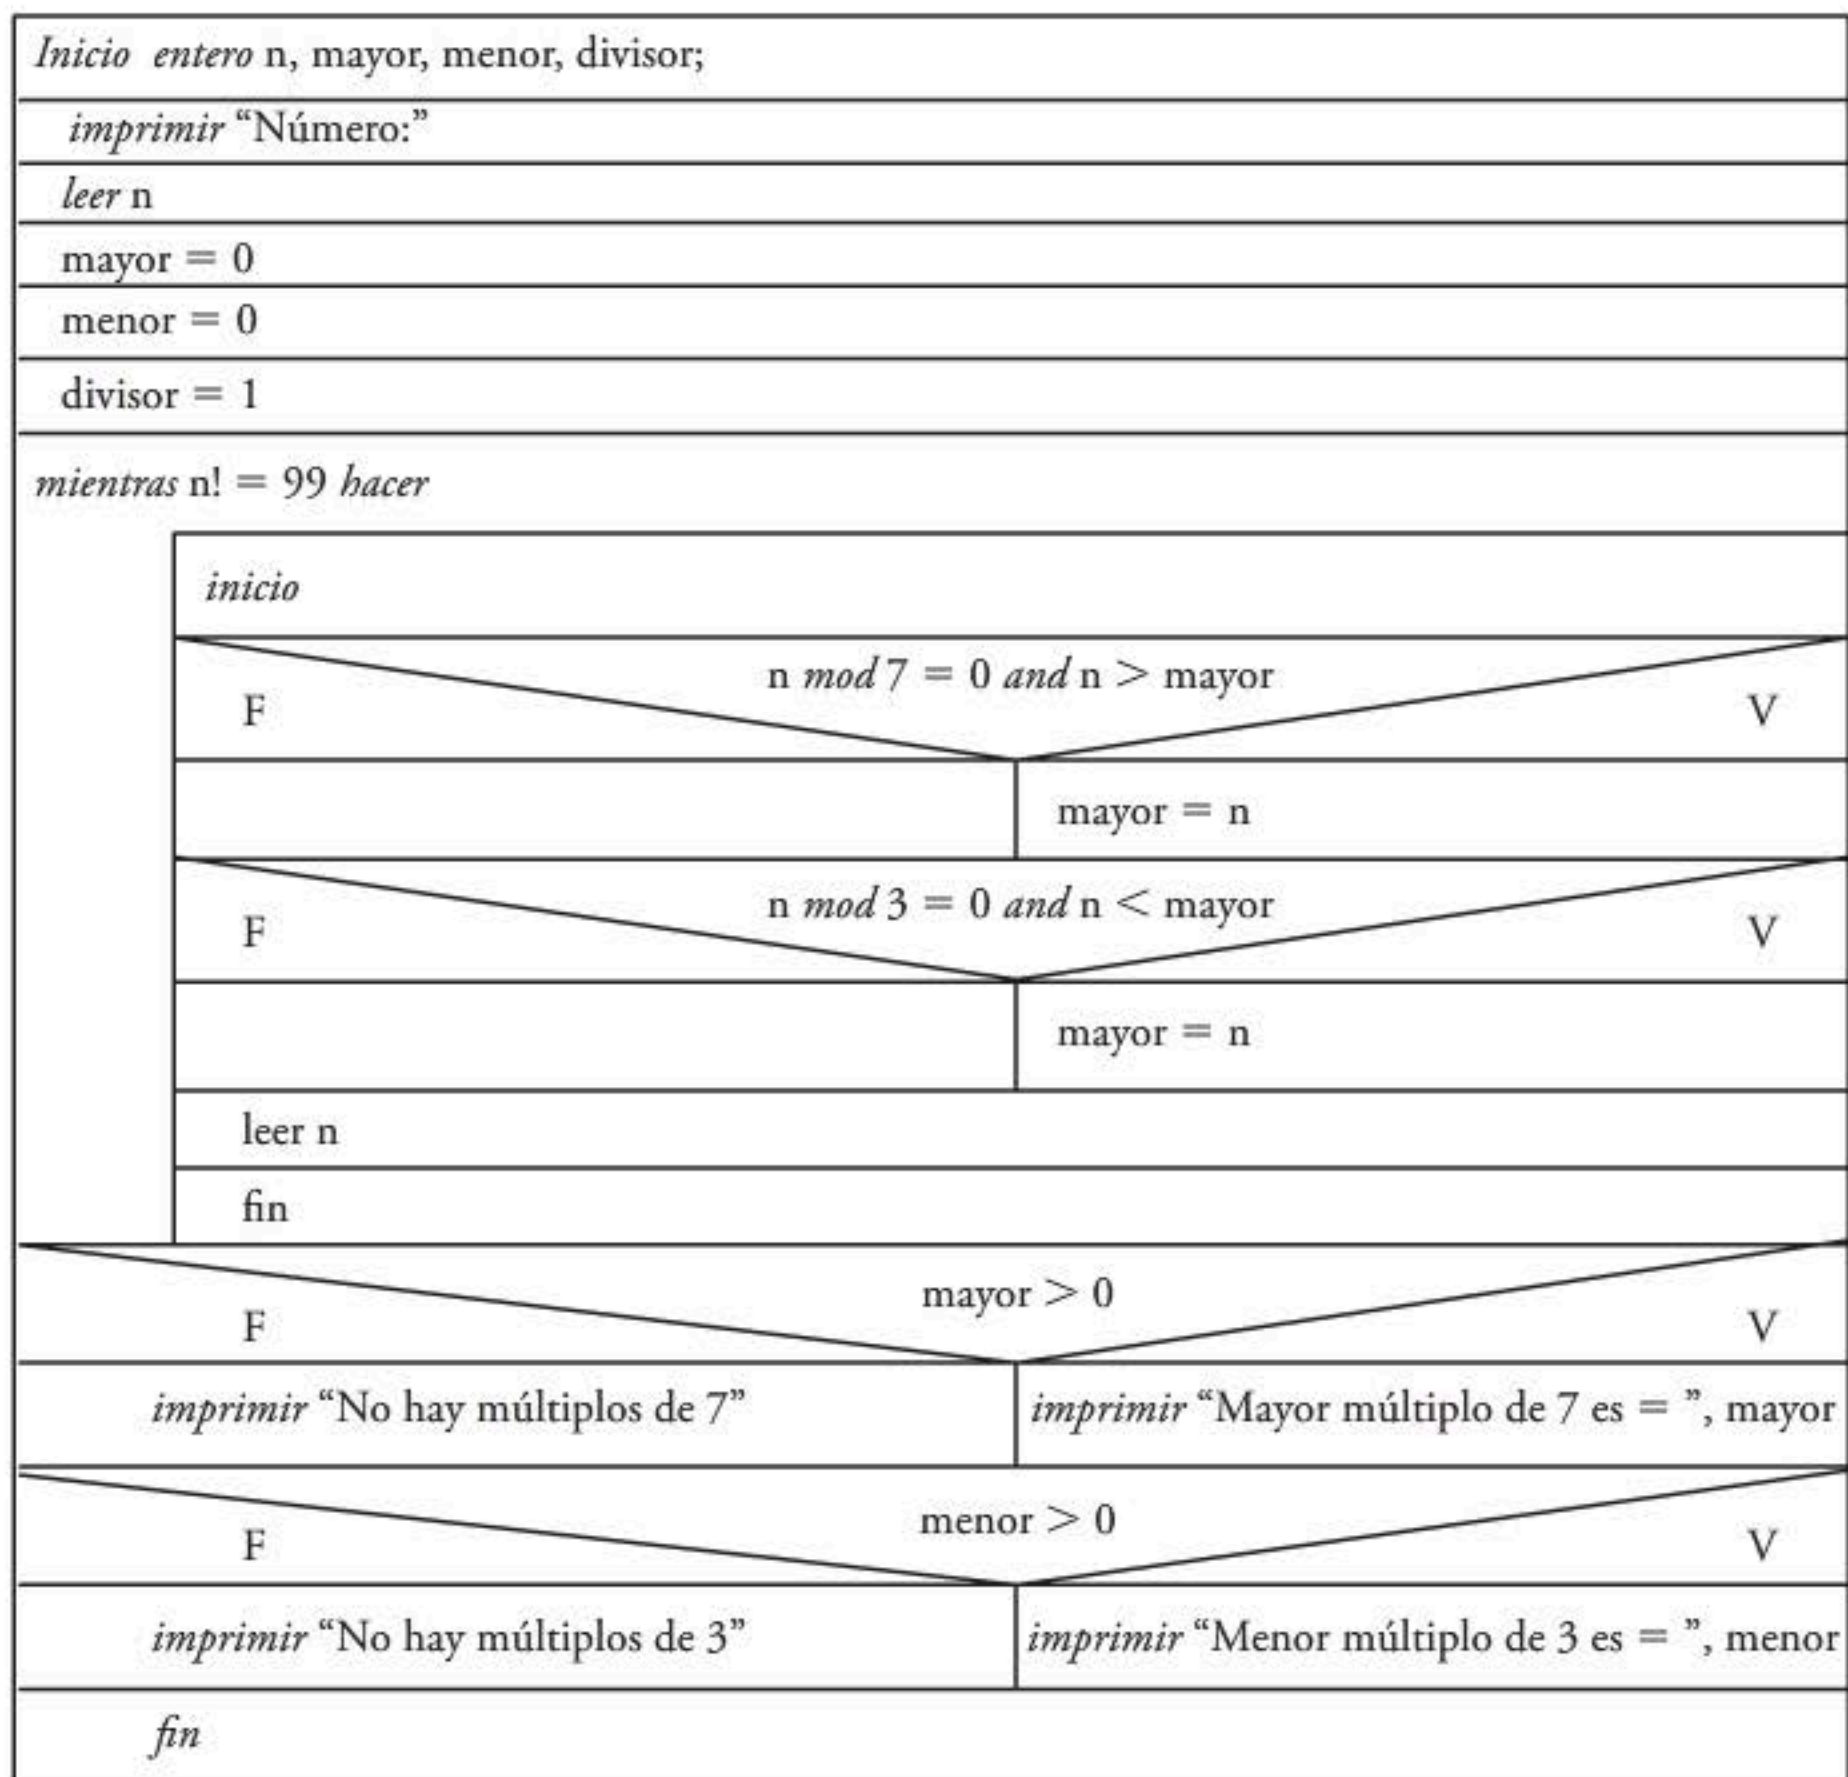 Inicio entero n, mayor, menor, divisor;
imprimir “Número:”
leer n
mayor = 0
menor = 0
divisor = 1
mientras n! = 99 hacer
inicio
n mod 7 = 0 and n > mayor
F V
mayor = n
n mod 3 = 0 and n < mayor
F V
mayor = n
leer n
fin
mayor > 0
F V
imprimir “No hay múltiplos de 7” imprimir “Mayor múltiplo de 7 es = ”, mayor
menor > 0
F V
imprimir “No hay múltiplos de 3” imprimir “Menor múltiplo de 3 es = ”, menor
fin